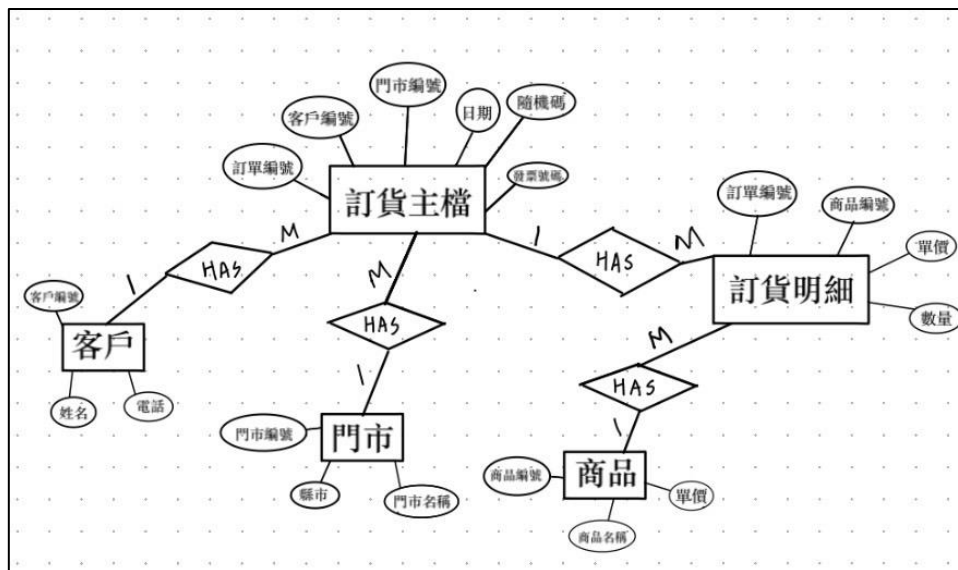 門市編號
客戶編號
日期
隨機碼
訂單編號
發票號碼
訂貨主檔
訂單編號
商品編號
單價
數量
訂貨明細
M
HAS
1
M
HAS
1
1
HAS
M
M
HAS
1
客戶編號
客戶
姓名
電話
門市編號
門市
縣市
門市名稱
商品編號
商品
單價
商品名稱